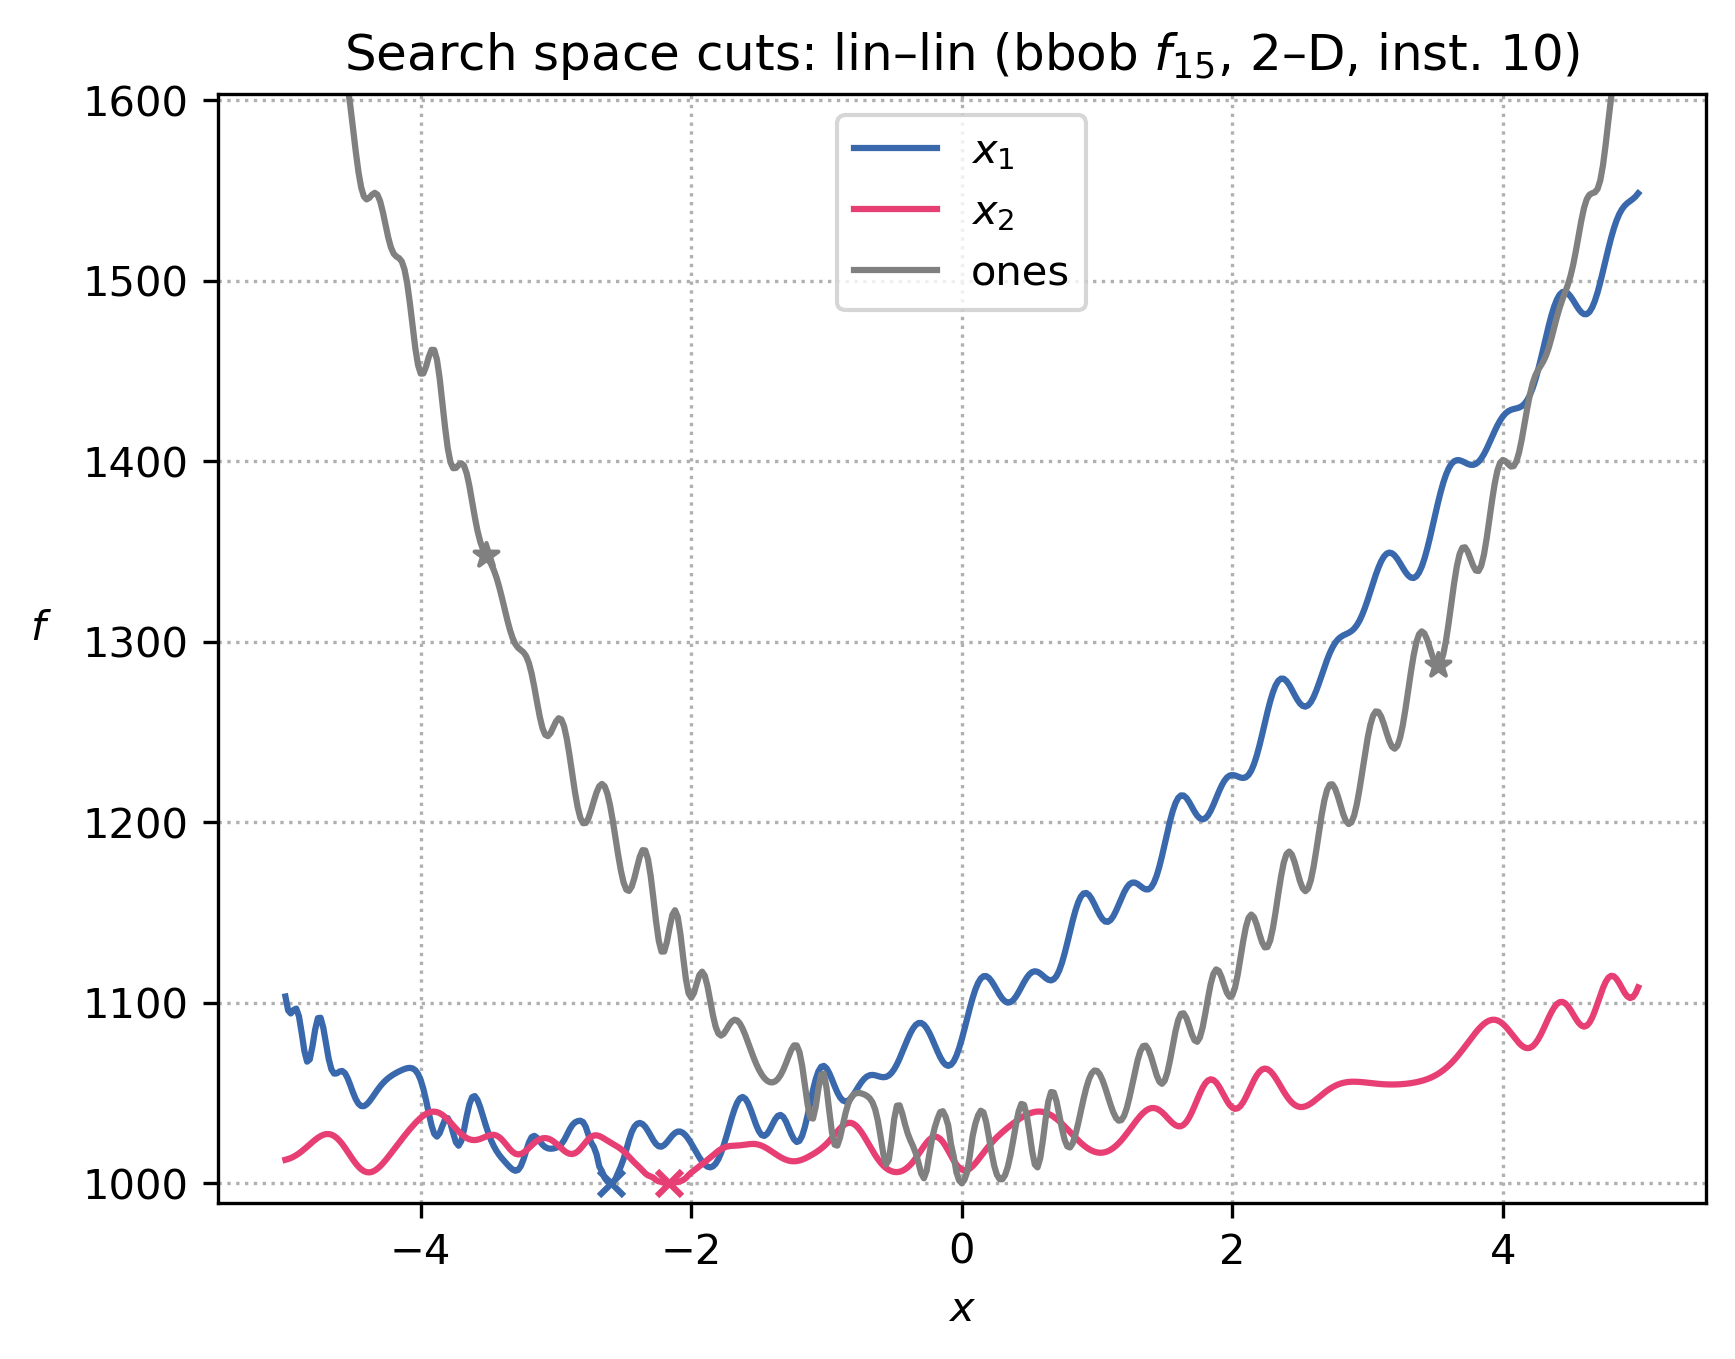 Search space cuts: lin–lin (bbob f₁₅, 2–D, inst. 10)
1600
1500
1400
1300
1200
1100
1000
f
x₁
x₂
ones
−4
−2
0
2
4
x